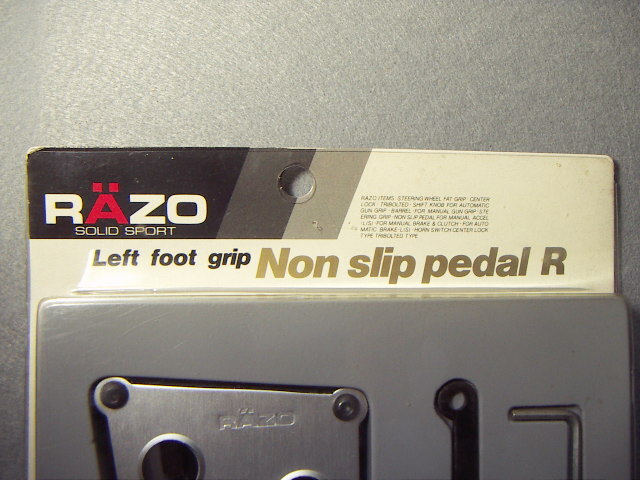 RÄZO
SOLID SPORT
RAZO ITEMS: STEERING WHEEL FAT GRIP · CENTER
LOCK · TRIBOLTED · SHIFT KNOB FOR AUTOMATIC
GUN GRIP · BARREL · FOR MANUAL GUN GRIP · STE
ERING GRIP · NON SLIP PEDAL FOR MANUAL ACCEL
· L(S) · FOR MANUAL BRAKE & CLUTCH · FOR AUTO
MATIC BRAKE · L(S) · HORN SWITCH CENTER LOCK
TYPE TRIBOLTED TYPE
Left foot grip Non slip pedal R
RÄZO